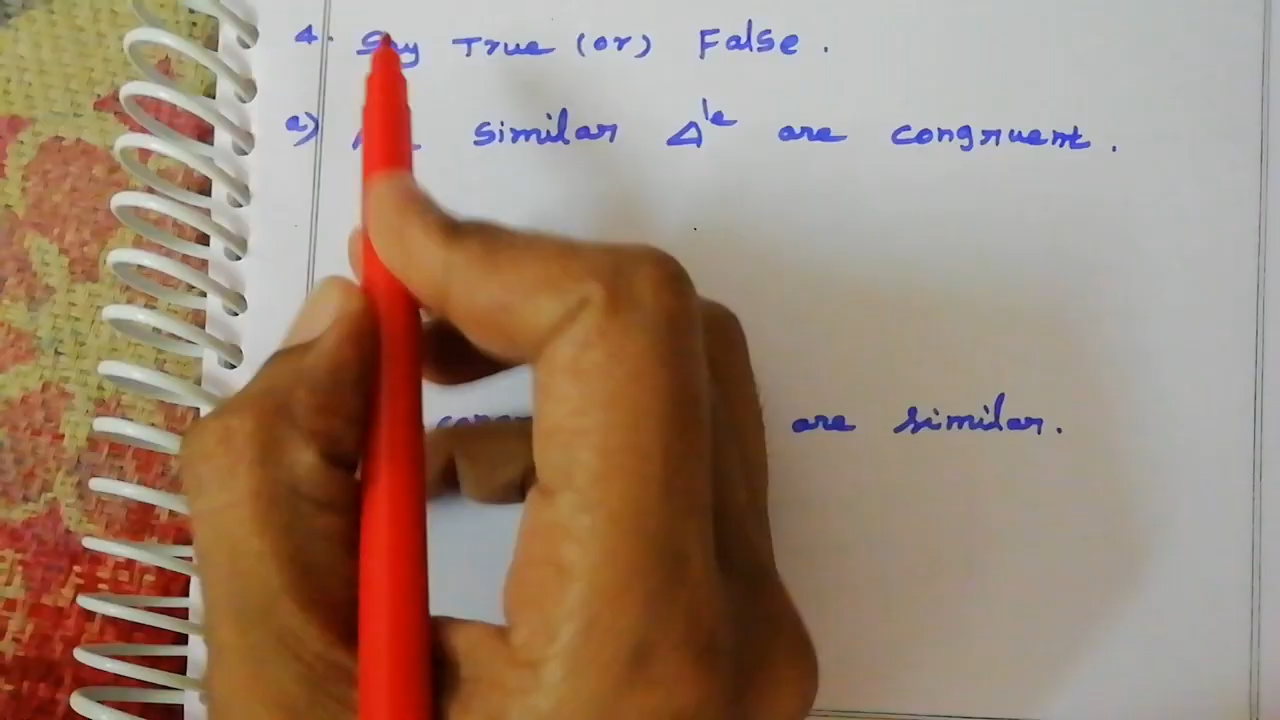 4. Say True (or) False.
a) similar Δ^le are congruent.
are similar.